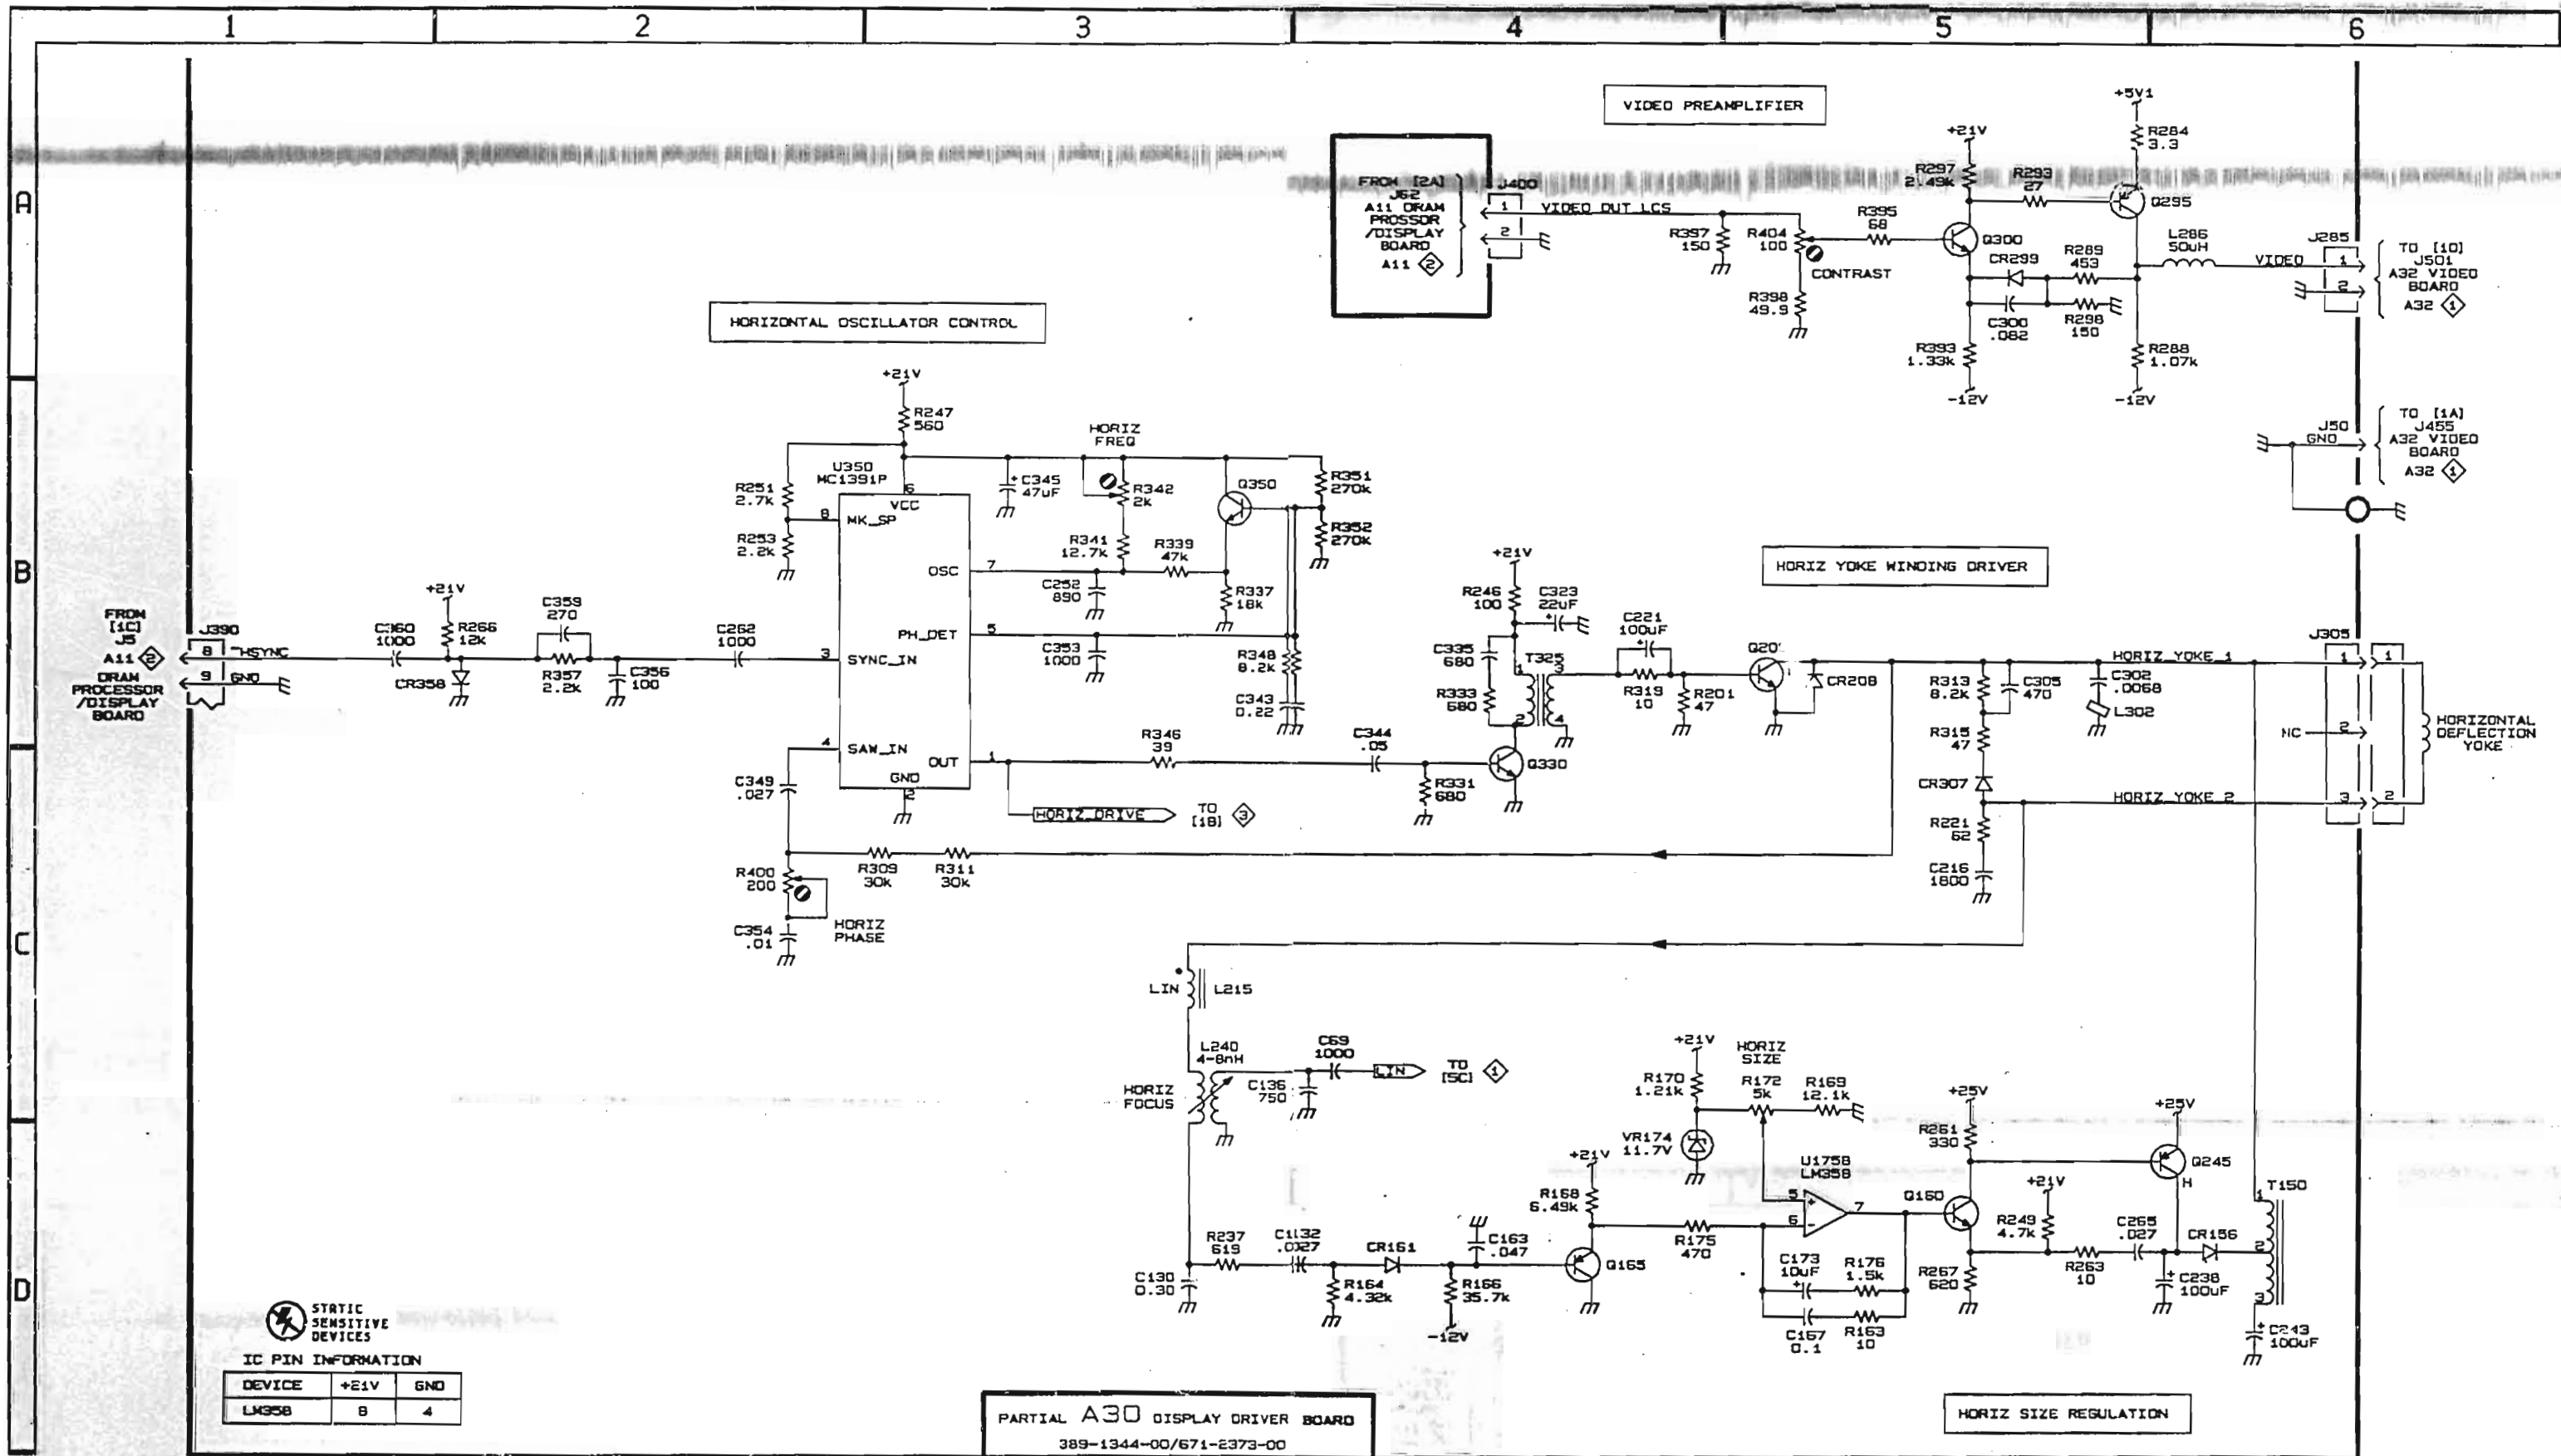 1 2 3 4 5 6
A
B
C
D
VIDEO PREAMPLIFIER
FROM [2A]
J62
A11 DRAM
PROSSOR
/DISPLAY
BOARD
A11 2
J400
1
2
VIDEO_OUT_LCS
R397
150
R404
100
CONTRAST
R398
49.9
R395
68
+21V
R297
2.49k
R293
27
+5V1
R284
3.3
Q295
Q300
CR299
R289
453
C300
.082
R298
150
R393
1.33k
-12V
R288
1.07k
-12V
L286
50uH
VIDEO
J285
1
2
TO [1D]
J501
A32 VIDEO
BOARD
A32 1
J50
GND
TO [1A]
J455
A32 VIDEO
BOARD
A32 1
HORIZONTAL OSCILLATOR CONTROL
+21V
R247
560
U350
MC1391P
R251
2.7k
R253
2.2k
6
VCC
8 MK_SP
OSC 7
PH_DET 5
3 SYNC_IN
4 SAW_IN
OUT 1
GND
2
C345
47uF
HORIZ
FREQ
R342
2k
R341
12.7k
R339
47k
C252
890
Q350
R337
18k
R351
270k
R352
270k
C353
1000
R348
8.2k
C343
0.22
FROM
[1C]
J5
A11 2
DRAM
PROCESSOR
/DISPLAY
BOARD
J390
8 HSYNC
9 GND
C360
1000
+21V
R266
12k
CR358
C359
270
R357
2.2k
C356
100
C262
1000
C349
.027
R400
200
HORIZ
PHASE
C354
.01
R309
30k
R311
30k
R346
39
HORIZ_DRIVE
TO
[1B] 3
C344
.05
R331
680
Q330
+21V
R246
100
C323
22uF
C335
680
R333
680
T325
1
2
3
4
C221
100uF
R319
10
R201
47
CR208
HORIZ YOKE WINDING DRIVER
HORIZ_YOKE_1
R313
8.2k
C305
470
C302
.0068
L302
R315
47
CR307
HORIZ_YOKE_2
R221
62
C216
1800
J305
1 1
NC 2
3 2
HORIZONTAL
DEFLECTION
YOKE
LIN
L215
L240
4-8nH
HORIZ
FOCUS
C136
750
C69
1000
LIN
TO
[5C] 1
C130
0.30
R237
619
R164
4.32k
CR161
R166
35.7k
-12V
C163
.047
+21V
R168
6.49k
Q165
R175
470
+21V
R170
1.21k
VR174
11.7V
HORIZ
SIZE
R172
5k
R169
12.1k
U175B
LM358
5
+
6
-
7
C173
10uF
R176
1.5k
C167
0.1
R163
10
Q160
+25V
R261
330
R267
620
+21V
R249
4.7k
R263
10
C265
.027
C238
100uF
+25V
Q245
H
CR156
T150
1
2
3
C243
100uF
STATIC
SENSITIVE
DEVICES
IC PIN INFORMATION
DEVICE +21V GND
LM358 8 4
PARTIAL A30 DISPLAY DRIVER BOARD
389-1344-00/671-2373-00
HORIZ SIZE REGULATION